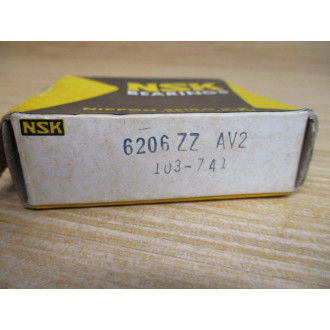 NSK
BEARINGS
NIPPON SEIKO K.K.
NSK
6206 ZZ AV2
103-741